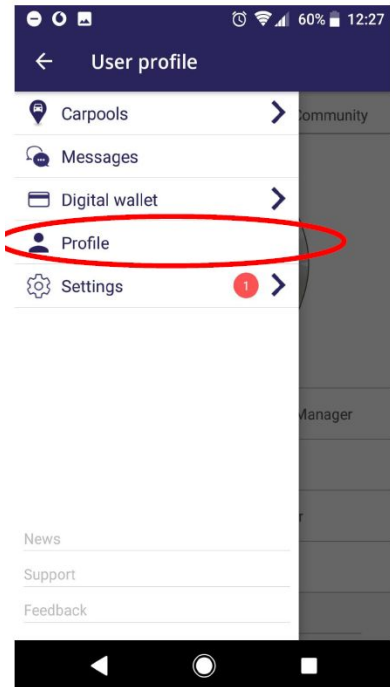 60% 12:27
User profile
Carpools
Community
Messages
Digital wallet
Profile
Settings 1
Manager
r
News
Support
Feedback